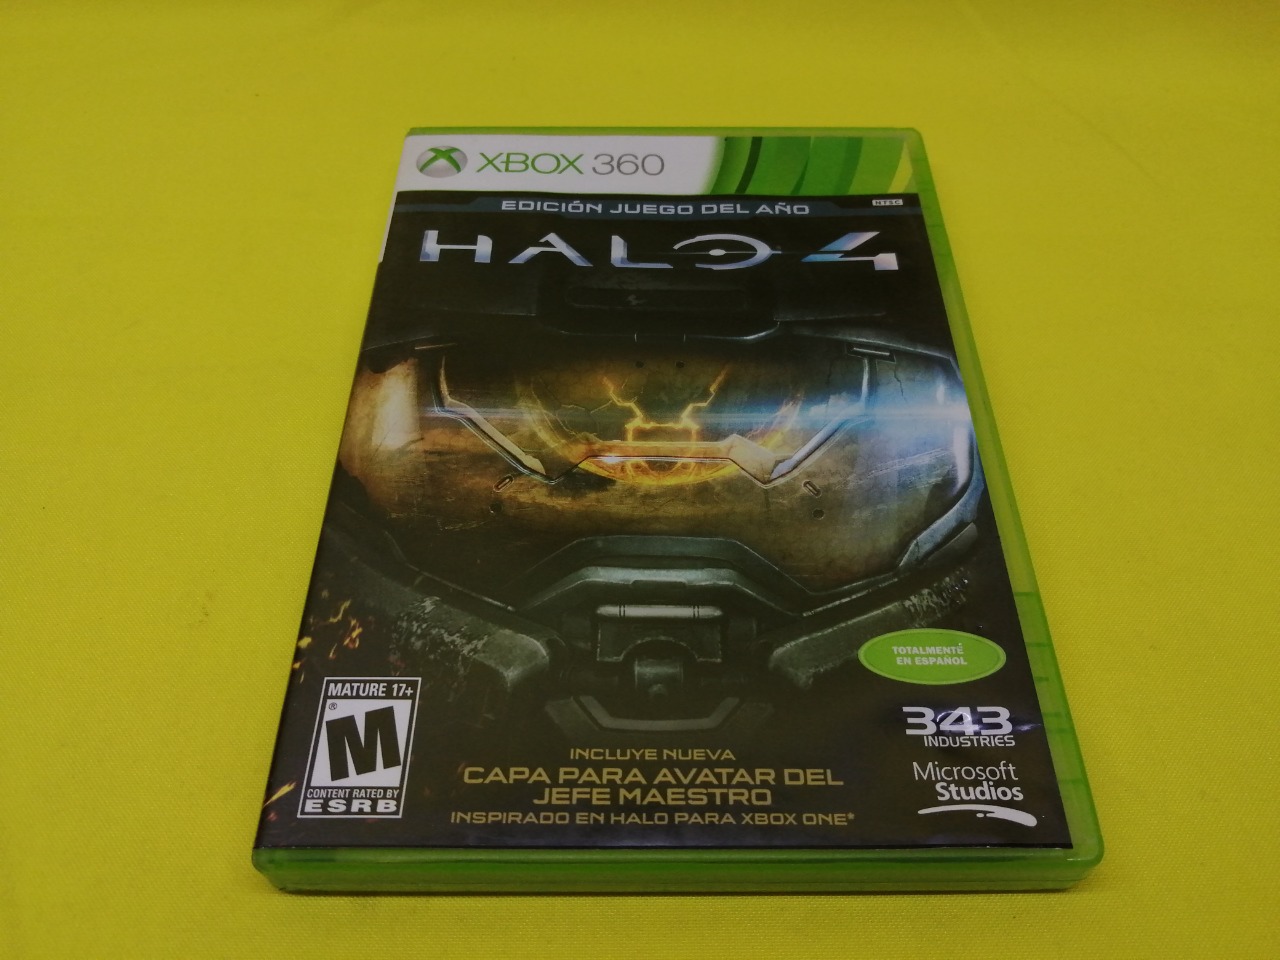 XBOX 360
EDICIÓN JUEGO DEL AÑO
NTSC
HALO 4
TOTALMENTE
EN ESPAÑOL
343
INDUSTRIES
Microsoft
Studios
MATURE 17+
M
®
CONTENT RATED BY
ESRB
INCLUYE NUEVA
CAPA PARA AVATAR DEL
JEFE MAESTRO
INSPIRADO EN HALO PARA XBOX ONE*